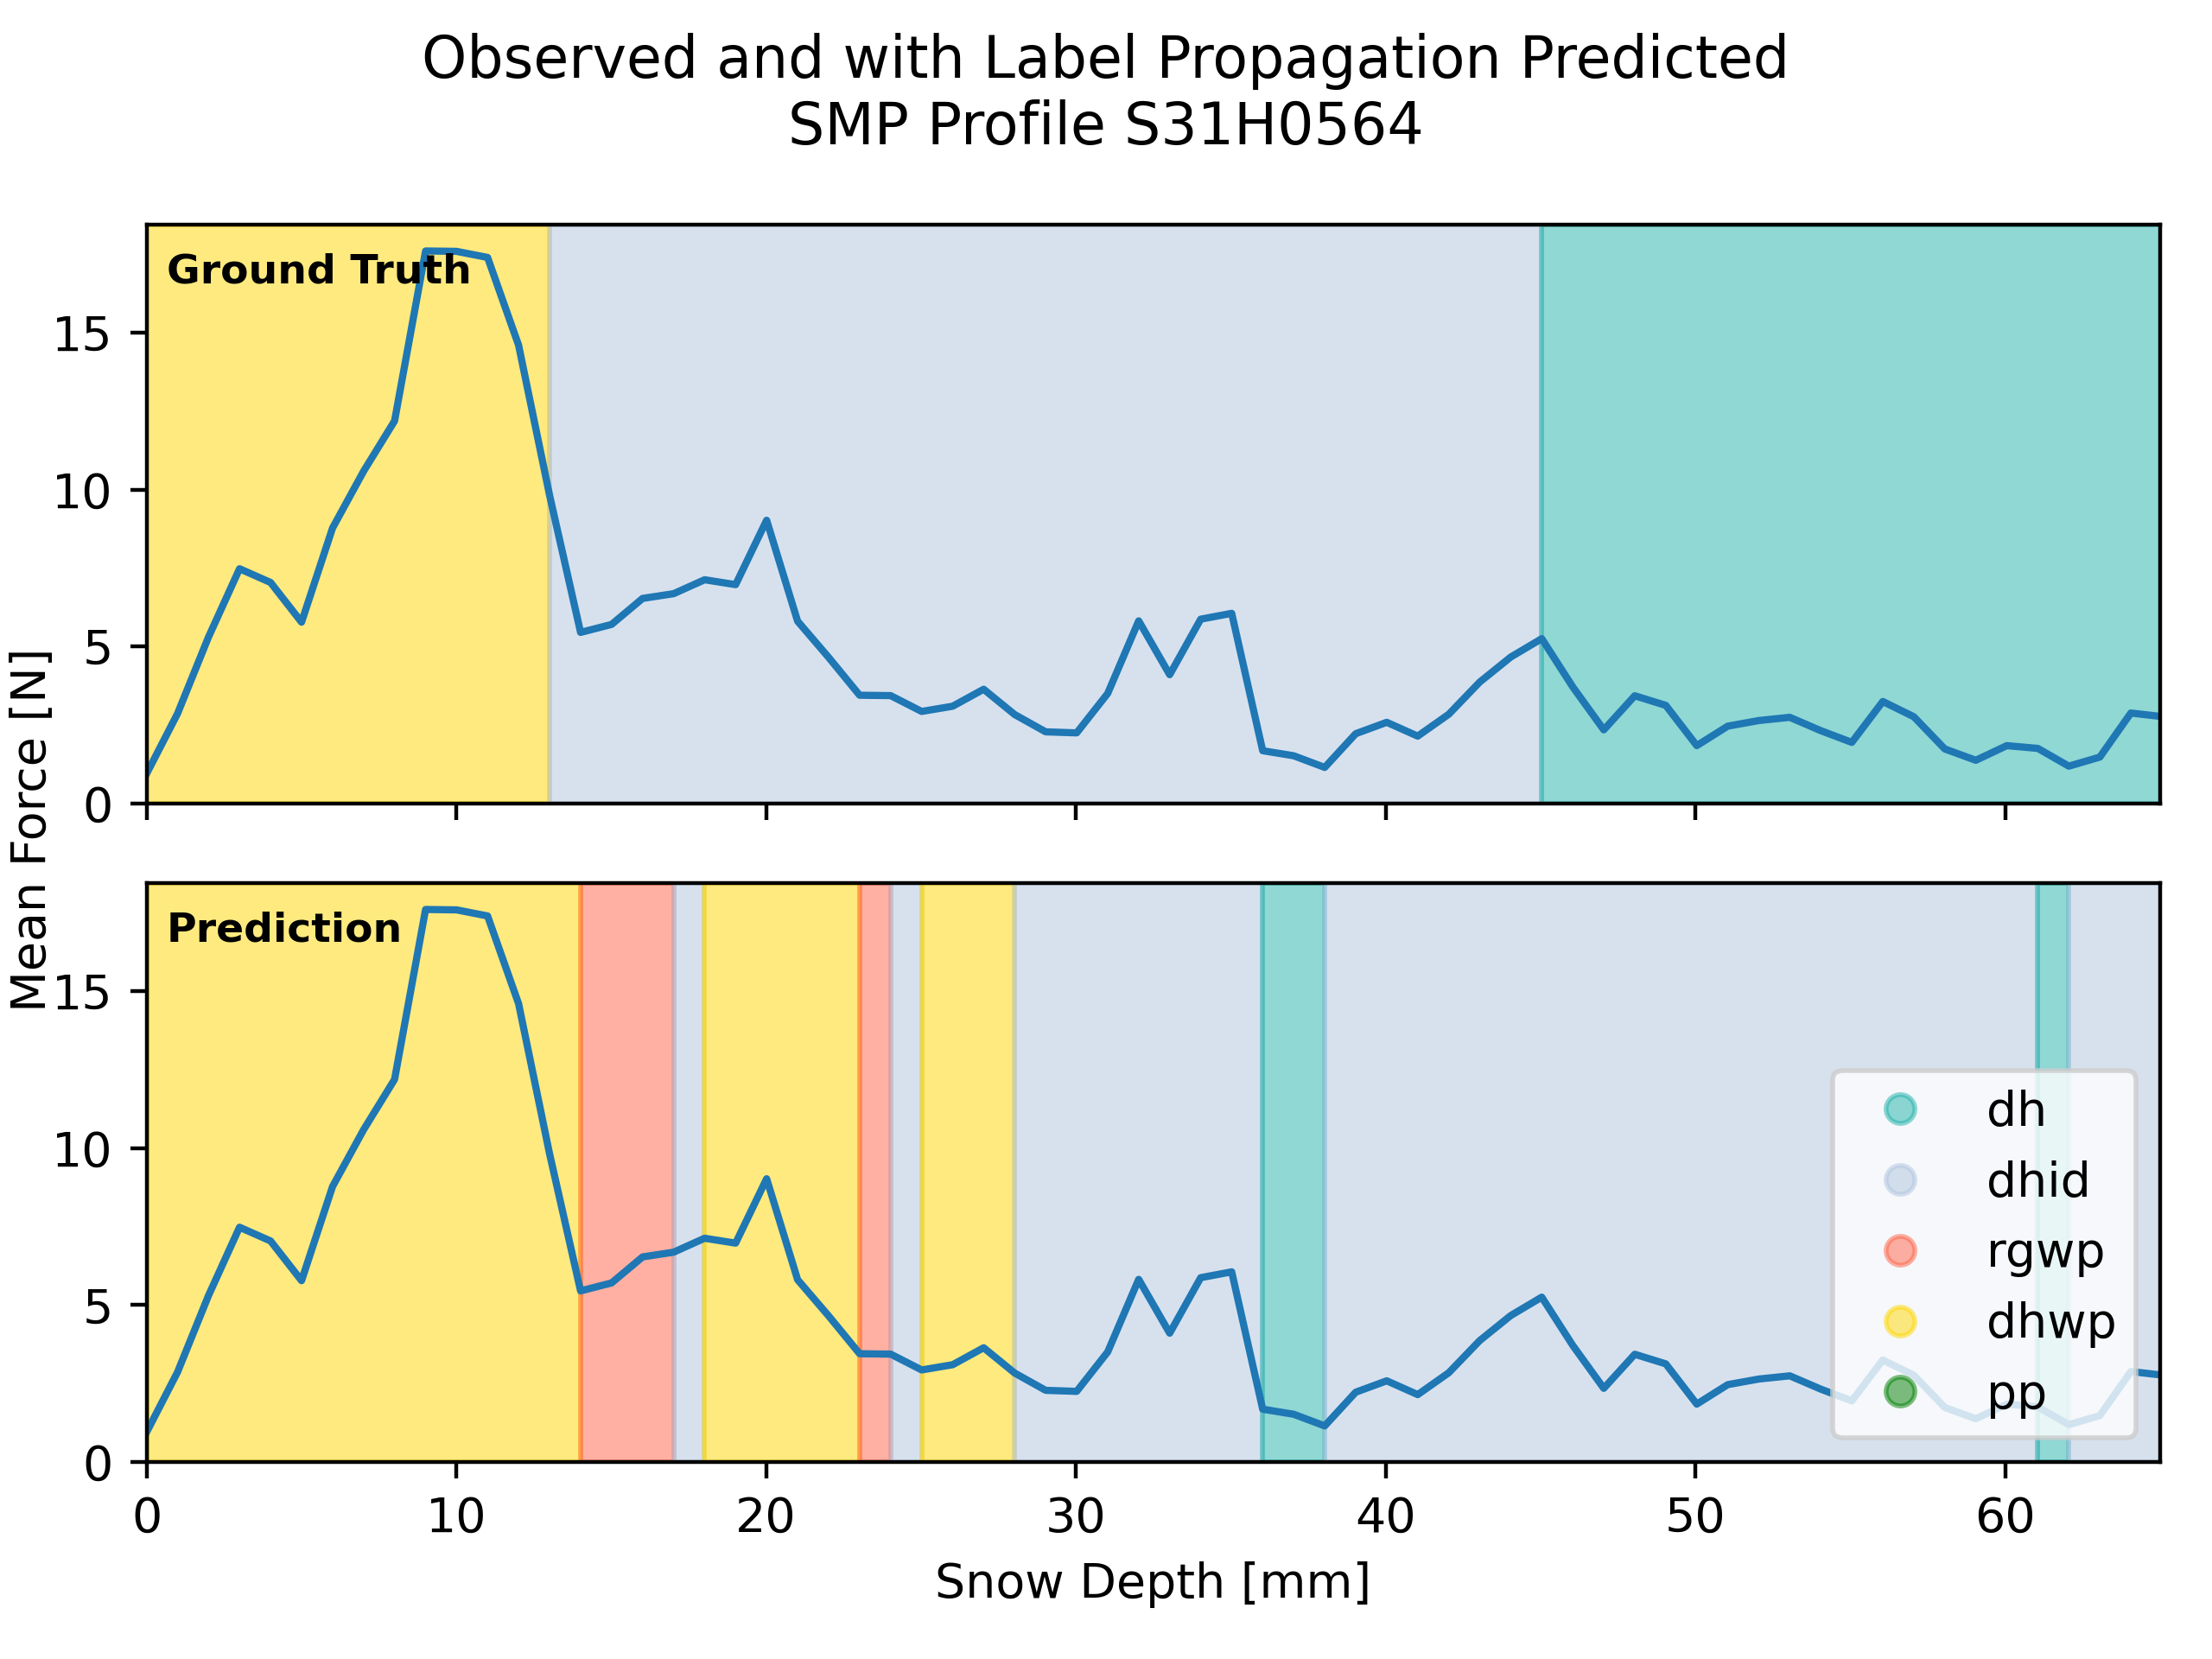 Observed and with Label Propagation Predicted
SMP Profile S31H0564
Mean Force [N]
Ground Truth
15
10
5
0
Prediction
15
10
5
0
dh
dhid
rgwp
dhwp
pp
0 10 20 30 40 50 60
Snow Depth [mm]